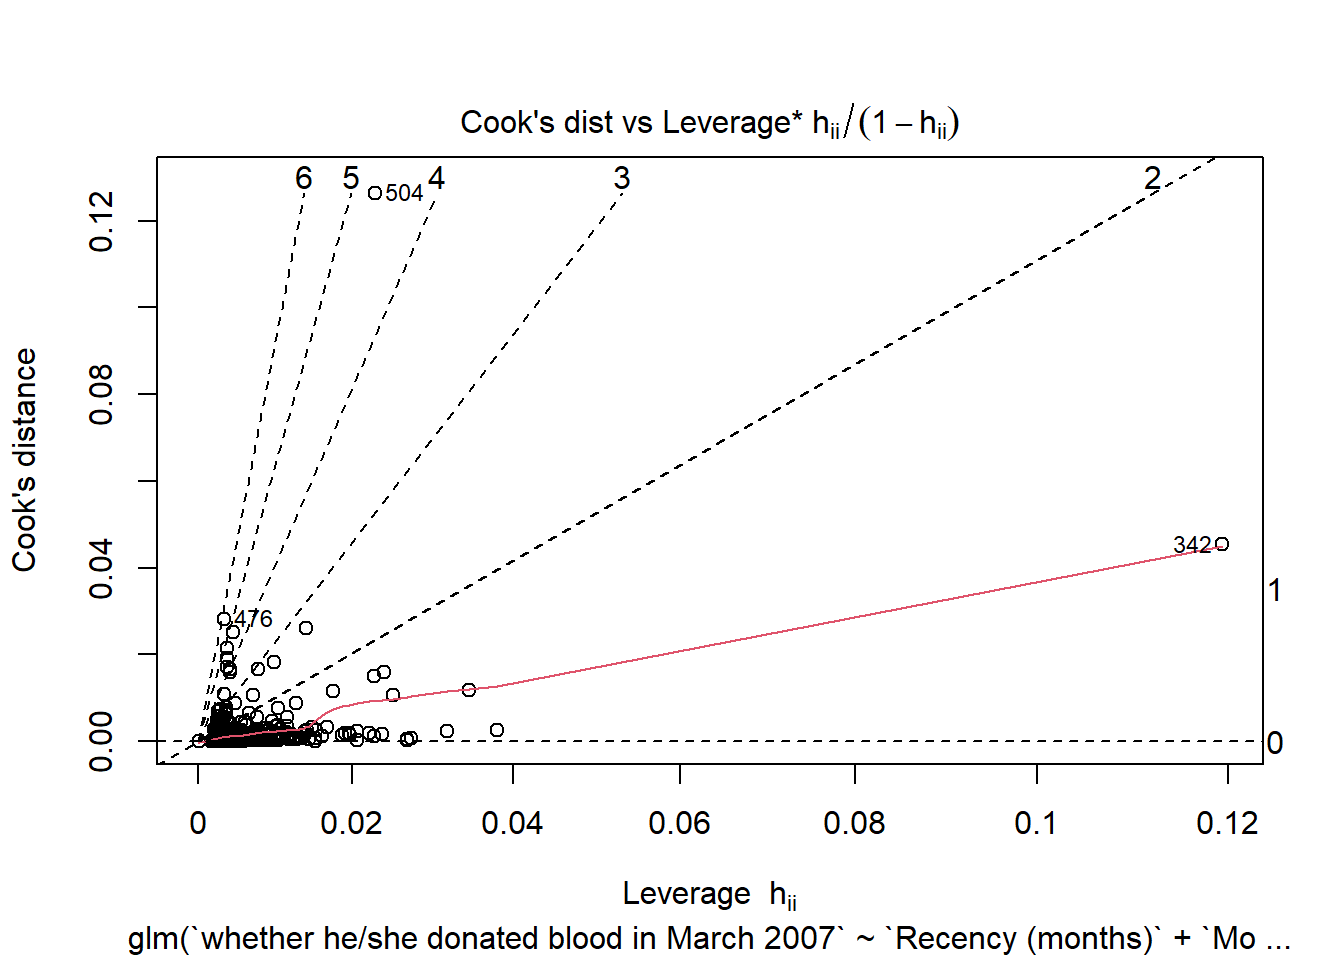 Cook's dist vs Leverage* hᵢᵢ/(1−hᵢᵢ)
6 5 4 3 2
504
0.12
0.08
342
0.04
1
476
0.00
0
Cook's distance
0 0.02 0.04 0.06 0.08 0.1 0.12
Leverage hᵢᵢ
glm(`whether he/she donated blood in March 2007` ~ `Recency (months)` + `Mo ...